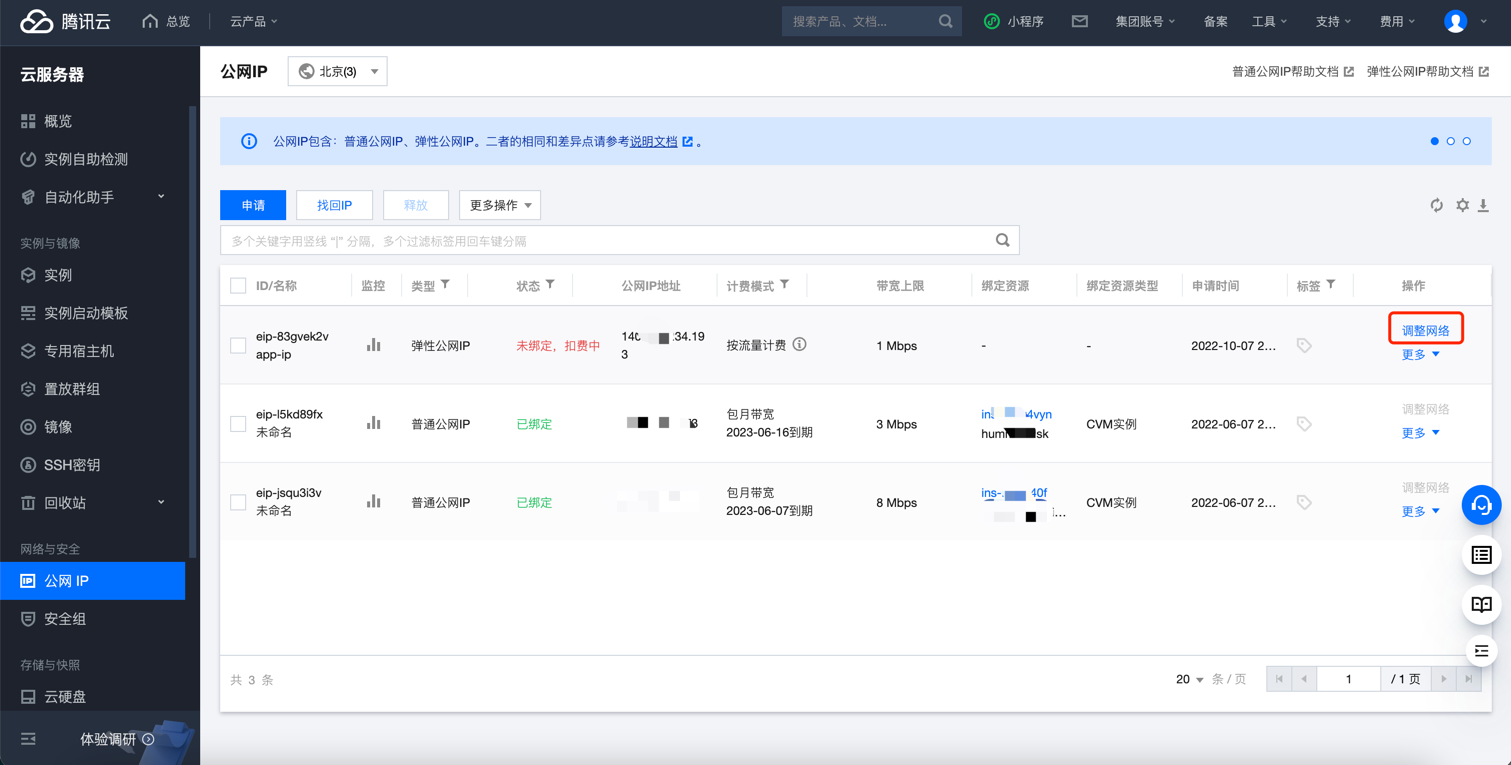 腾讯云
总览
云产品
搜索产品、文档...
小程序
集团账号
备案
工具
支持
费用
云服务器
概览
实例自助检测
自动化助手
实例与镜像
实例
实例启动模板
专用宿主机
置放群组
镜像
SSH密钥
回收站
网络与安全
公网 IP
安全组
存储与快照
云硬盘
体验调研
公网IP
北京(3)
普通公网IP帮助文档
弹性公网IP帮助文档
公网IP包含：普通公网IP、弹性公网IP。二者的相同和差异点请参考说明文档 。
申请
找回IP
释放
更多操作
多个关键字用竖线 "|" 分隔，多个过滤标签用回车键分隔
ID/名称
监控
类型
状态
公网IP地址
计费模式
带宽上限
绑定资源
绑定资源类型
申请时间
标签
操作
eip-83gvek2v
app-ip
弹性公网IP
未绑定，扣费中
34.19
3
按流量计费
1 Mbps
-
-
2022-10-07 2...
调整网络
更多
eip-l5kd89fx
未命名
普通公网IP
已绑定
包月带宽
2023-06-16到期
3 Mbps
4vyn
sk
CVM实例
2022-06-07 2...
调整网络
更多
eip-jsqu3i3v
未命名
普通公网IP
已绑定
包月带宽
2023-06-07到期
8 Mbps
ins-
40f
CVM实例
2022-06-07 2...
调整网络
更多
共 3 条
20 条 / 页
1
/ 1 页